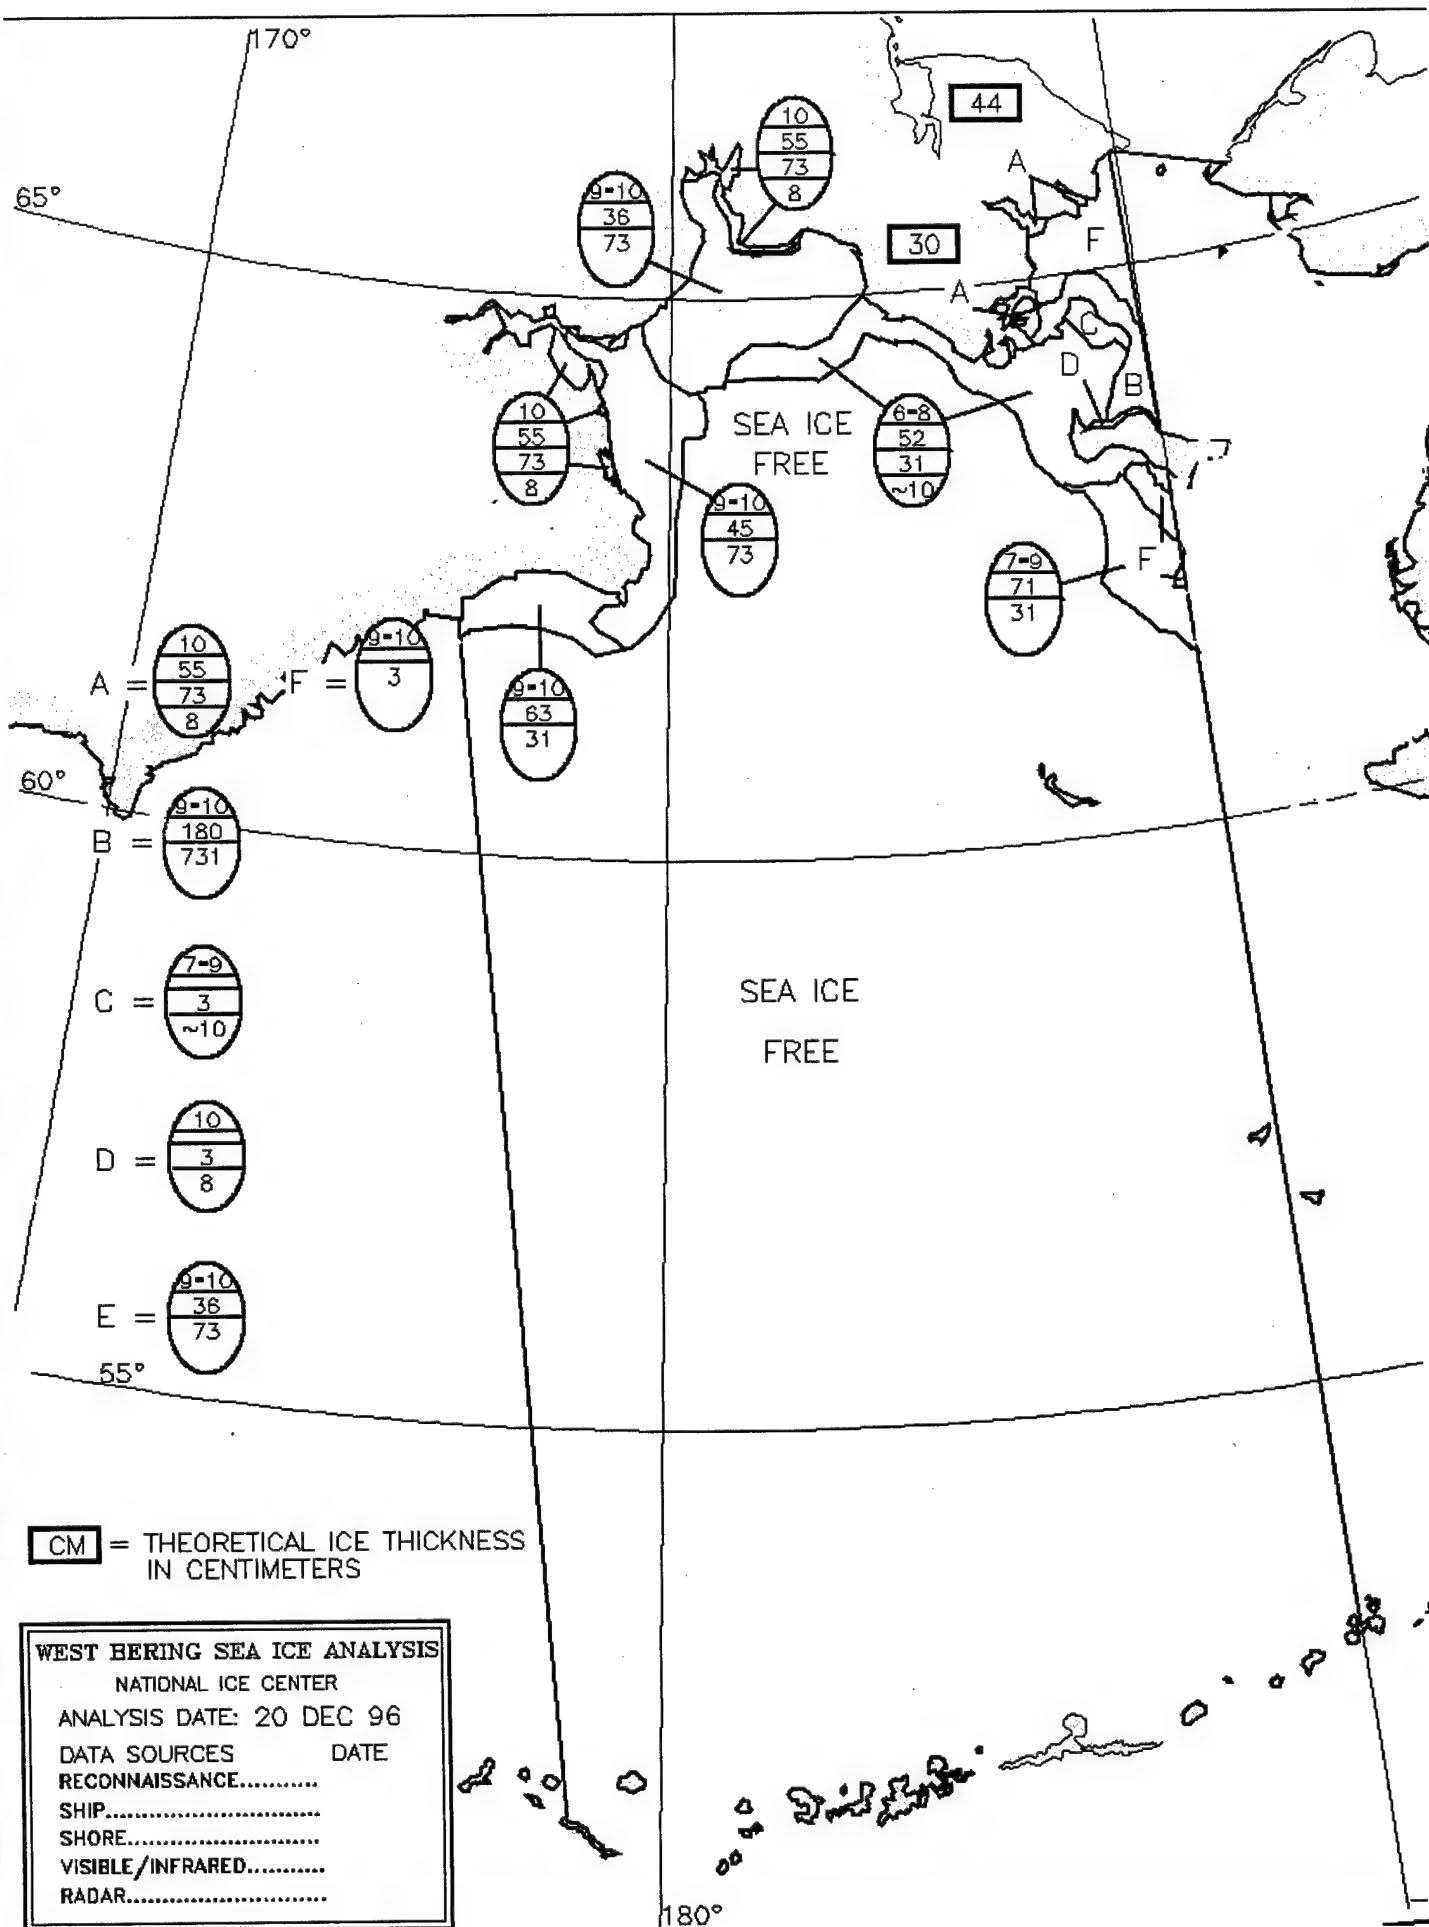 170°
44
10
55
73
8
A
65°
9-10
36
73
30
F
A
C
D
B
SEA ICE
FREE
6-8
52
31
~10
10
55
73
8
9-10
45
73
7-9
71
31
F
A =
10
55
73
8
F =
9-10
3
9-10
63
31
60°
B =
9-10
180
731
C =
7-9
3
~10
SEA ICE
FREE
D =
10
3
8
E =
9-10
36
73
55°
CM = THEORETICAL ICE THICKNESS
IN CENTIMETERS
WEST BERING SEA ICE ANALYSIS
NATIONAL ICE CENTER
ANALYSIS DATE: 20 DEC 96
DATA SOURCES DATE
RECONNAISSANCE...........
SHIP.............................
SHORE..........................
VISIBLE/INFRARED...........
RADAR...........................
180°